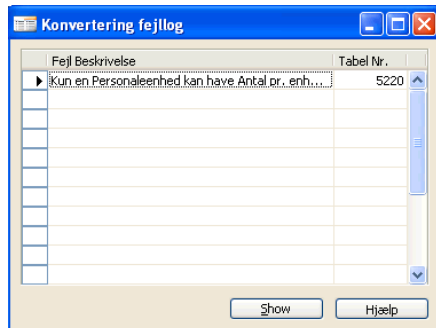 Konvertering fejllog
Fejl Beskrivelse Tabel Nr.
Kun en Personaleenhed kan have Antal pr. enh... 5220
Show Hjælp